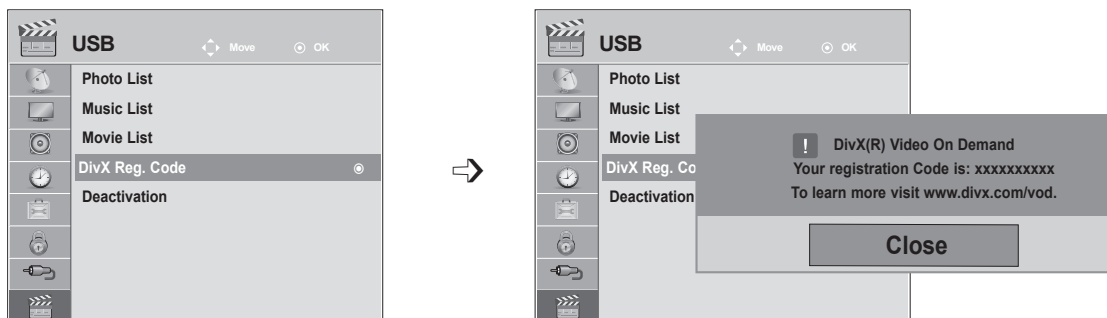 USB Move OK
Photo List
Music List
Movie List
DivX Reg. Code
Deactivation
USB Move OK
Photo List
Music List
Movie List
DivX Reg. Co
Deactivation
! DivX(R) Video On Demand
Your registration Code is: xxxxxxxxxx
To learn more visit www.divx.com/vod.
Close